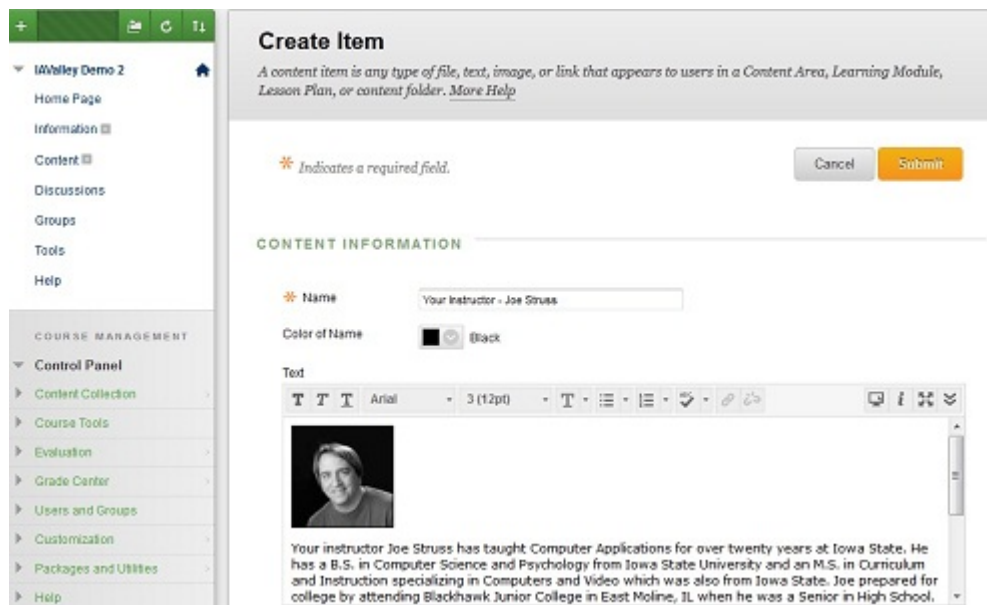 IAValley Demo 2
Home Page
Information
Content
Discussions
Groups
Tools
Help
COURSE MANAGEMENT
Control Panel
Content Collection
Course Tools
Evaluation
Grade Center
Users and Groups
Customization
Packages and Utilities
Help
Create Item
A content item is any type of file, text, image, or link that appears to users in a Content Area, Learning Module,
Lesson Plan, or content folder. More Help
* Indicates a required field.
Cancel Submit
CONTENT INFORMATION
* Name Your Instructor - Joe Struss
Color of Name Black
Text
T T T Arial 3 (12pt) T i
Your instructor Joe Struss has taught Computer Applications for over twenty years at Iowa State. He
has a B.S. in Computer Science and Psychology from Iowa State University and an M.S. in Curriculum
and Instruction specializing in Computers and Video which was also from Iowa State. Joe prepared for
college by attending Blackhawk Junior College in East Moline, IL when he was a Senior in High School.